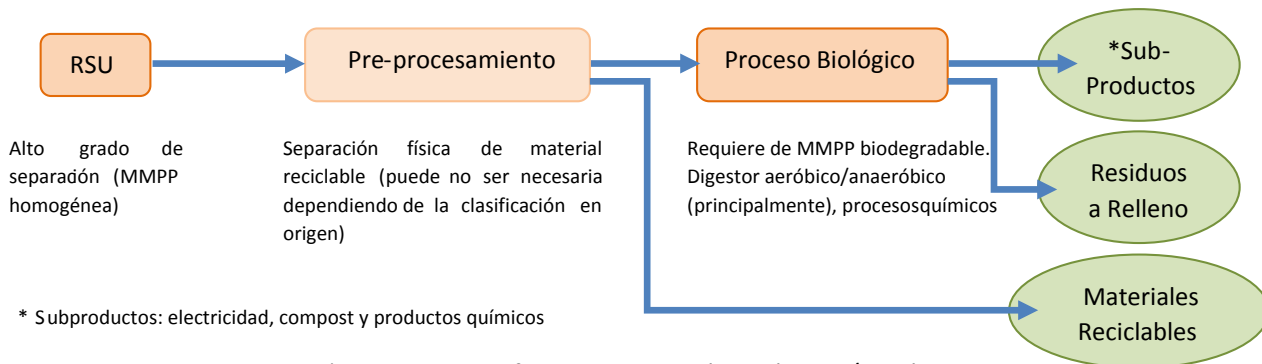 RSU
Pre-procesamiento
Proceso Biológico
*Sub-
Productos
Alto grado de
separadón (MMPP
homogénea)
Separación física de material
reciclable (puede no ser necesaria
dependiendo de la clasificación en
origen)
Requiere de MMPP biodegradable.
Digestor aeróbico/anaeróbico
(principalmente), procesosquímicos
Residuos
a Relleno
Materiales
Reciclables
* Subproductos: electricidad, compost y productos químicos